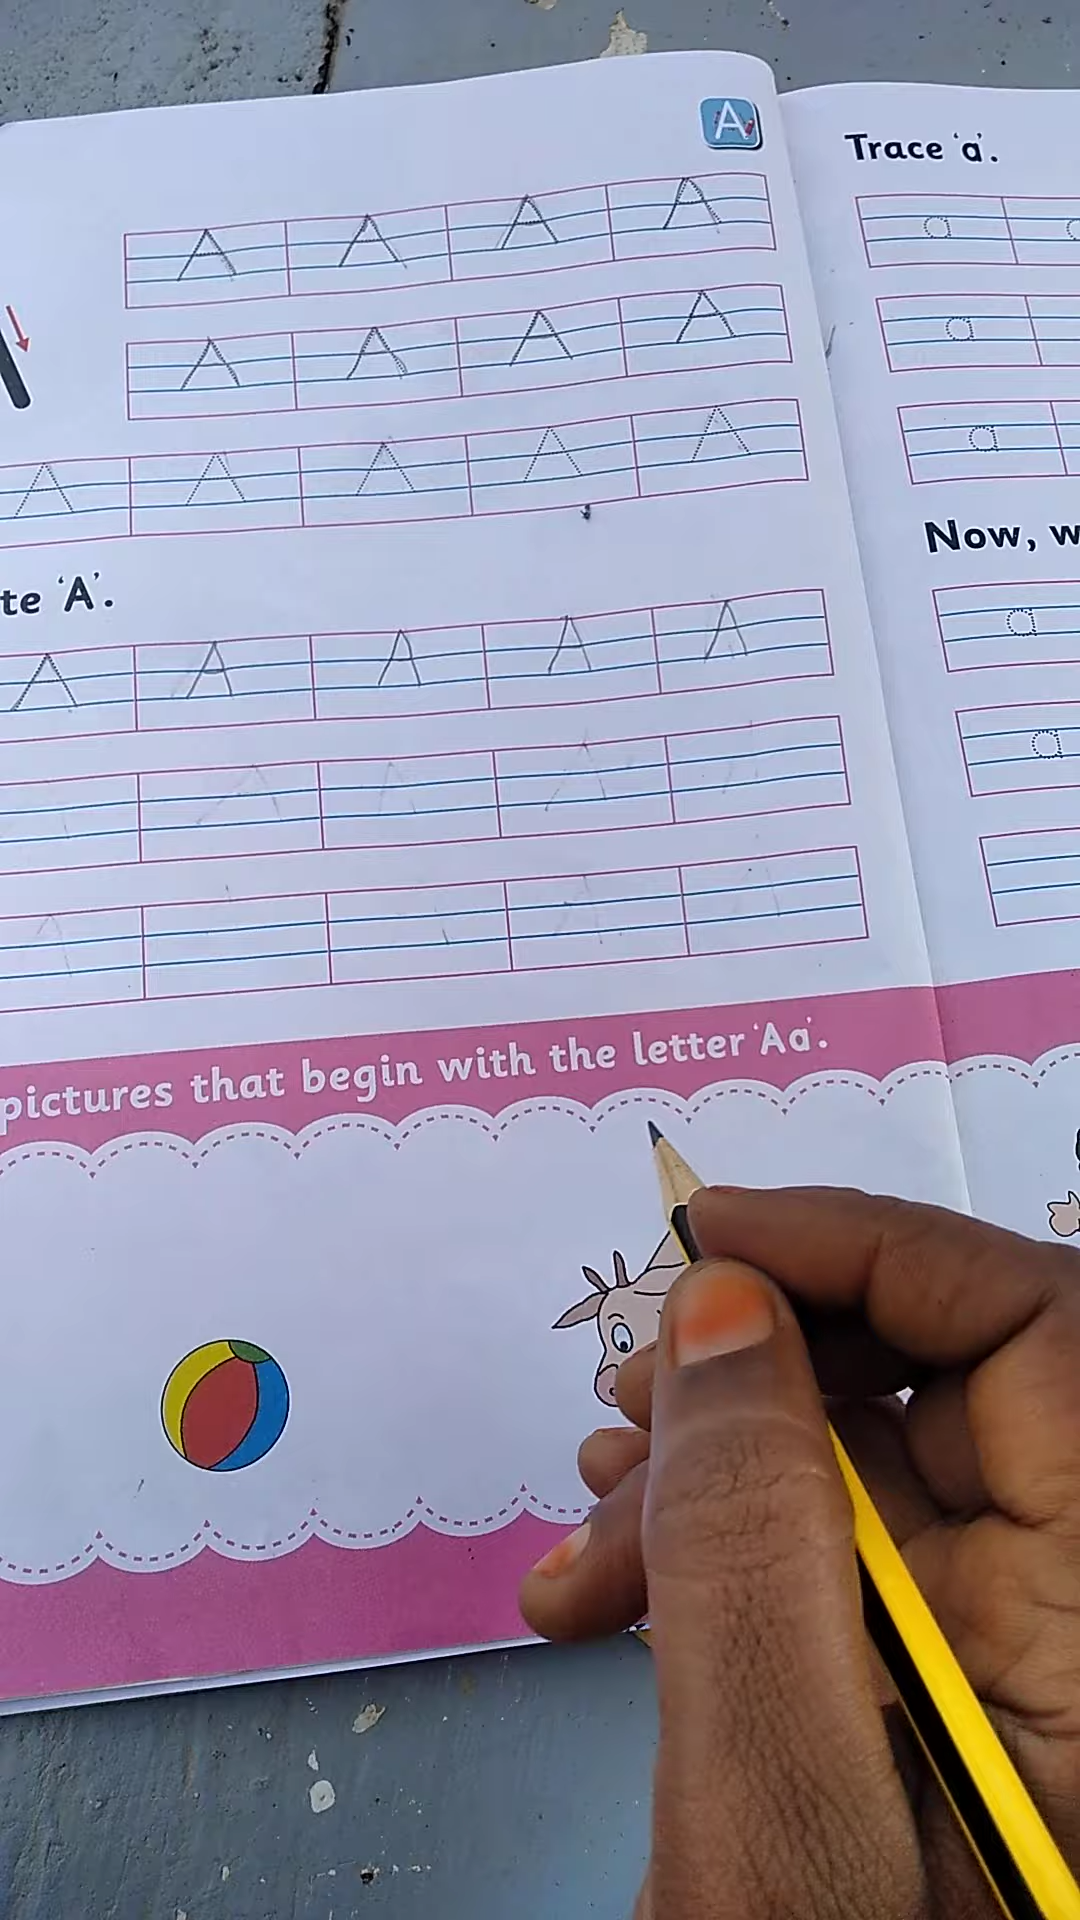 A
Trace 'a'.
A A A A
a
A A A A
a
A A A A A
a
te 'A'.
Now, w
A A A A A
a
A A A
a
A A A
pictures that begin with the letter 'Aa'.